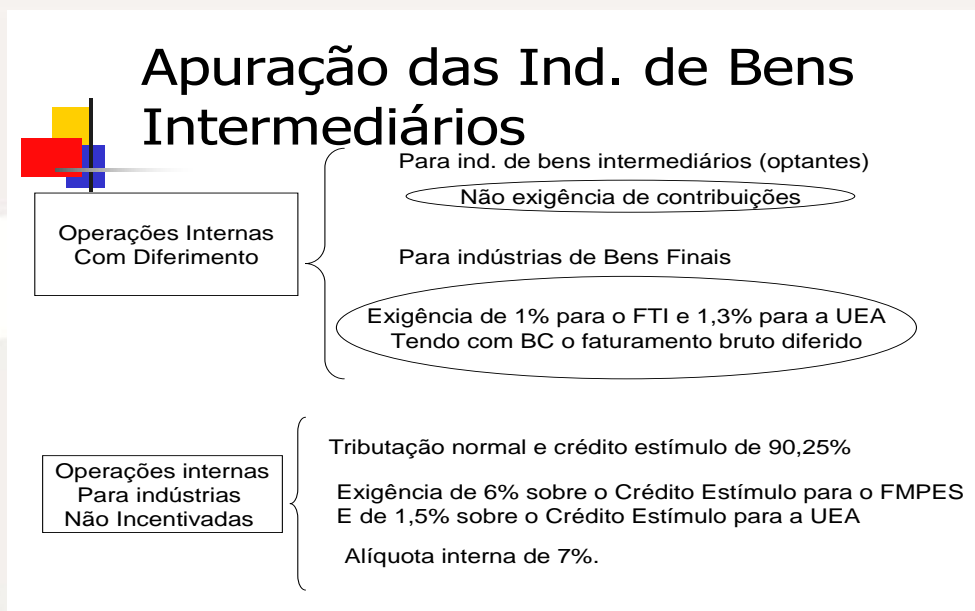 Apuração das Ind. de Bens
Intermediários
Para ind. de bens intermediários (optantes)
Não exigência de contribuições
Operações Internas
Com Diferimento
Para indústrias de Bens Finais
Exigência de 1% para o FTI e 1,3% para a UEA
Tendo com BC o faturamento bruto diferido
Operações internas
Para indústrias
Não Incentivadas
Tributação normal e crédito estímulo de 90,25%
Exigência de 6% sobre o Crédito Estímulo para o FMPES
E de 1,5% sobre o Crédito Estímulo para a UEA
Alíquota interna de 7%.